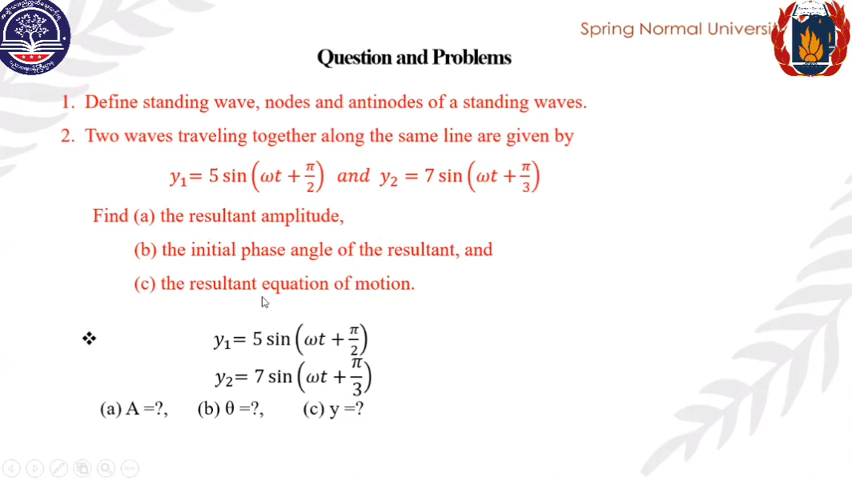 Spring Normal Universi
Question and Problems
1. Define standing wave, nodes and antinodes of a standing waves.
2. Two waves traveling together along the same line are given by
y₁= 5 sin (ωt + π/2) and y₂ = 7 sin (ωt + π/3)
Find (a) the resultant amplitude,
(b) the initial phase angle of the resultant, and
(c) the resultant equation of motion.
❖ y₁= 5 sin (ωt + π/2)
y₂= 7 sin (ωt + π/3)
(a) A =?, (b) θ =?, (c) y =?